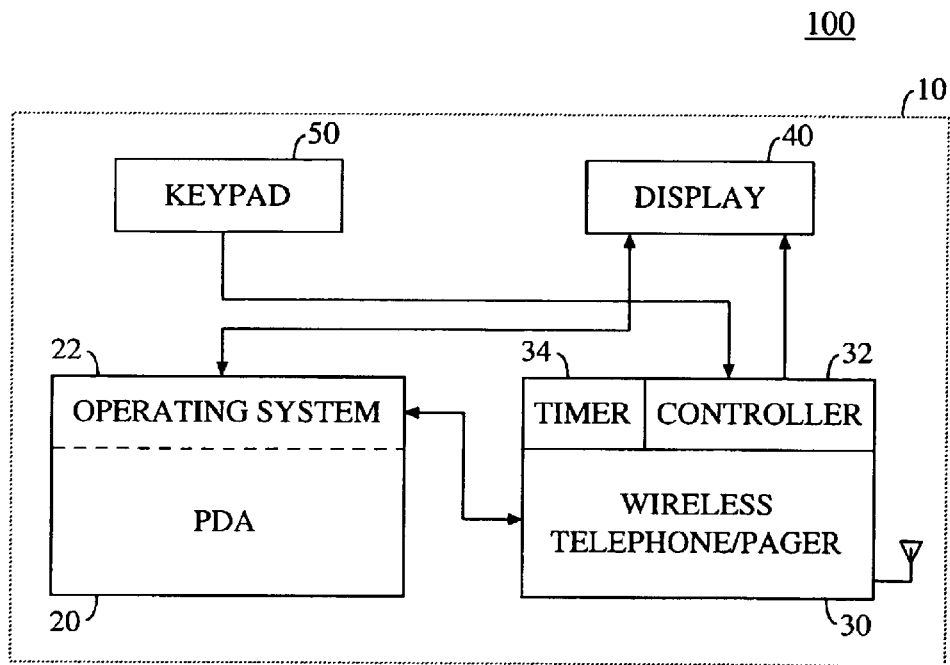 100
10
50
40
KEYPAD
DISPLAY
22
34
32
OPERATING SYSTEM
TIMER
CONTROLLER
PDA
WIRELESS
TELEPHONE/PAGER
20
30